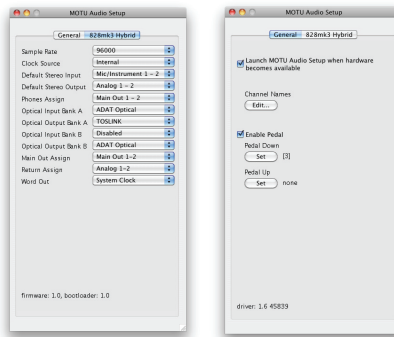 MOTU Audio Setup
General 828mk3 Hybrid
Sample Rate 96000
Clock Source Internal
Default Stereo Input Mic/Instrument 1 - 2
Default Stereo Output Analog 1 - 2
Phones Assign Main Out 1 - 2
Optical Input Bank A ADAT Optical
Optical Output Bank A TOSLINK
Optical Input Bank B Disabled
Optical Output Bank B ADAT Optical
Main Out Assign Main Out 1-2
Return Assign Analog 1-2
Word Out System Clock
firmware: 1.0, bootloader: 1.0
MOTU Audio Setup
General 828mk3 Hybrid
Launch MOTU Audio Setup when hardware
becomes available
Channel Names
Edit...
Enable Pedal
Pedal Down
Set [3]
Pedal Up
Set none
driver: 1.6 45839